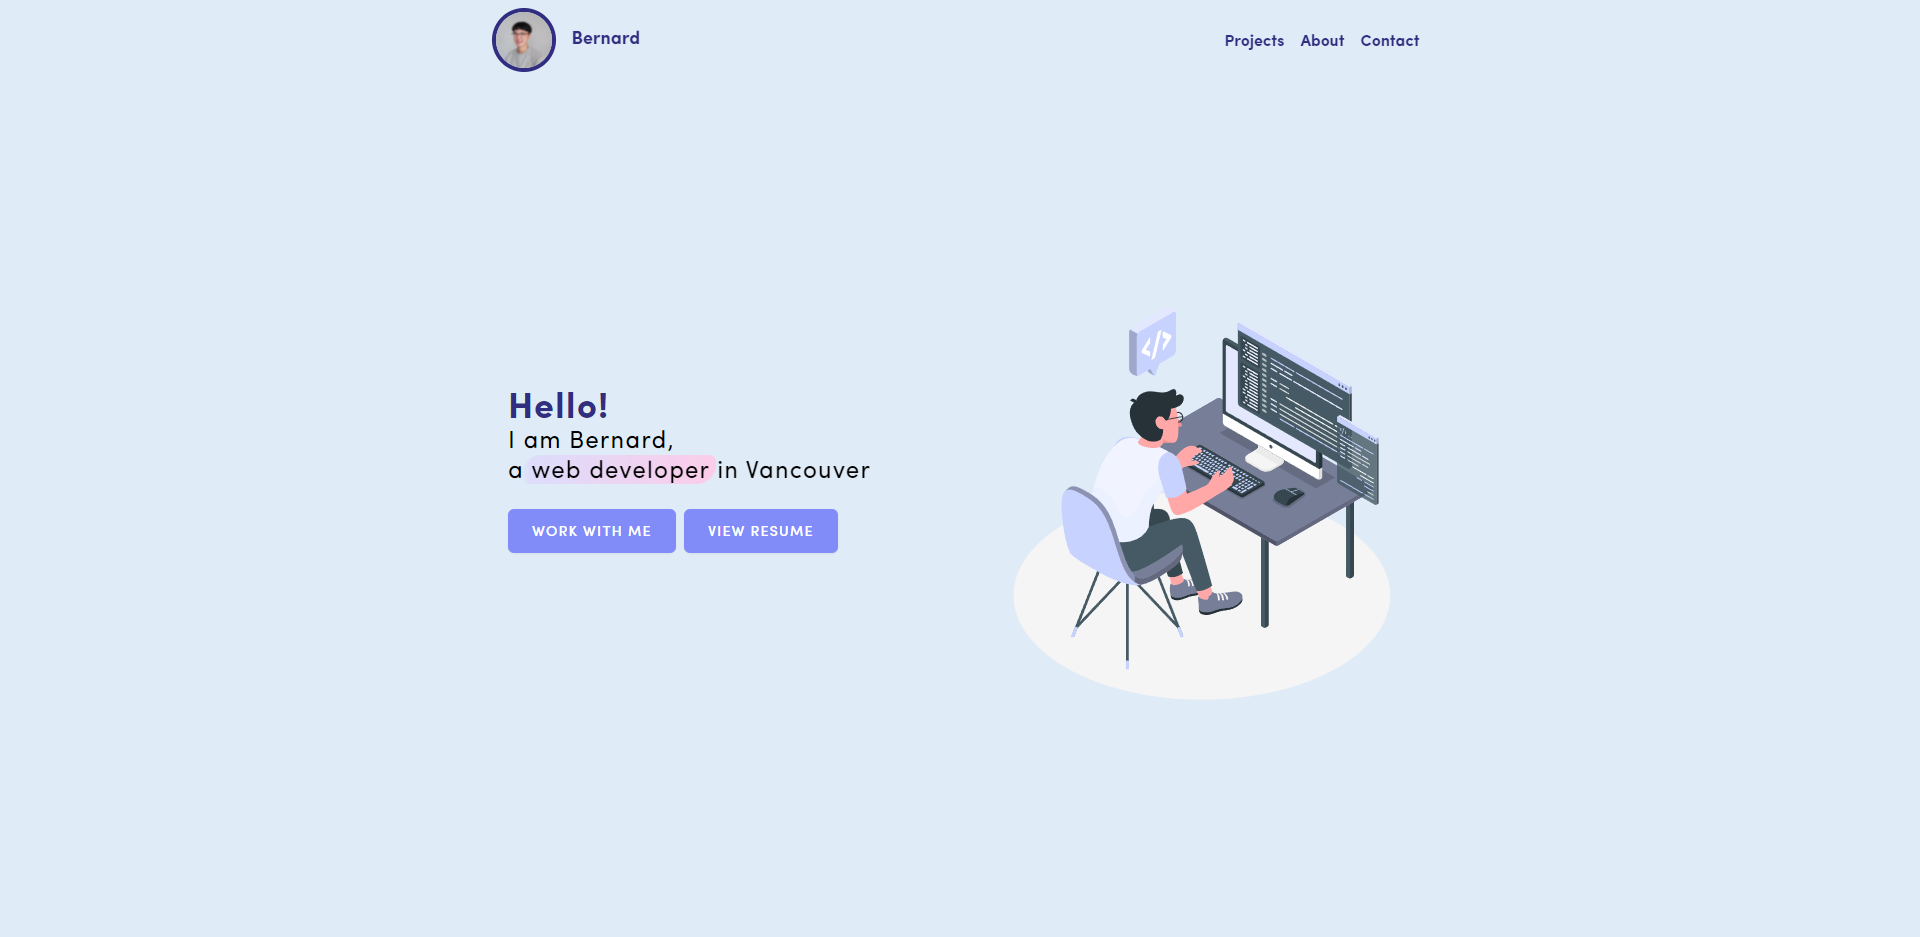 Bernard
Projects About Contact
Hello!
I am Bernard,
a web developer in Vancouver
WORK WITH ME VIEW RESUME